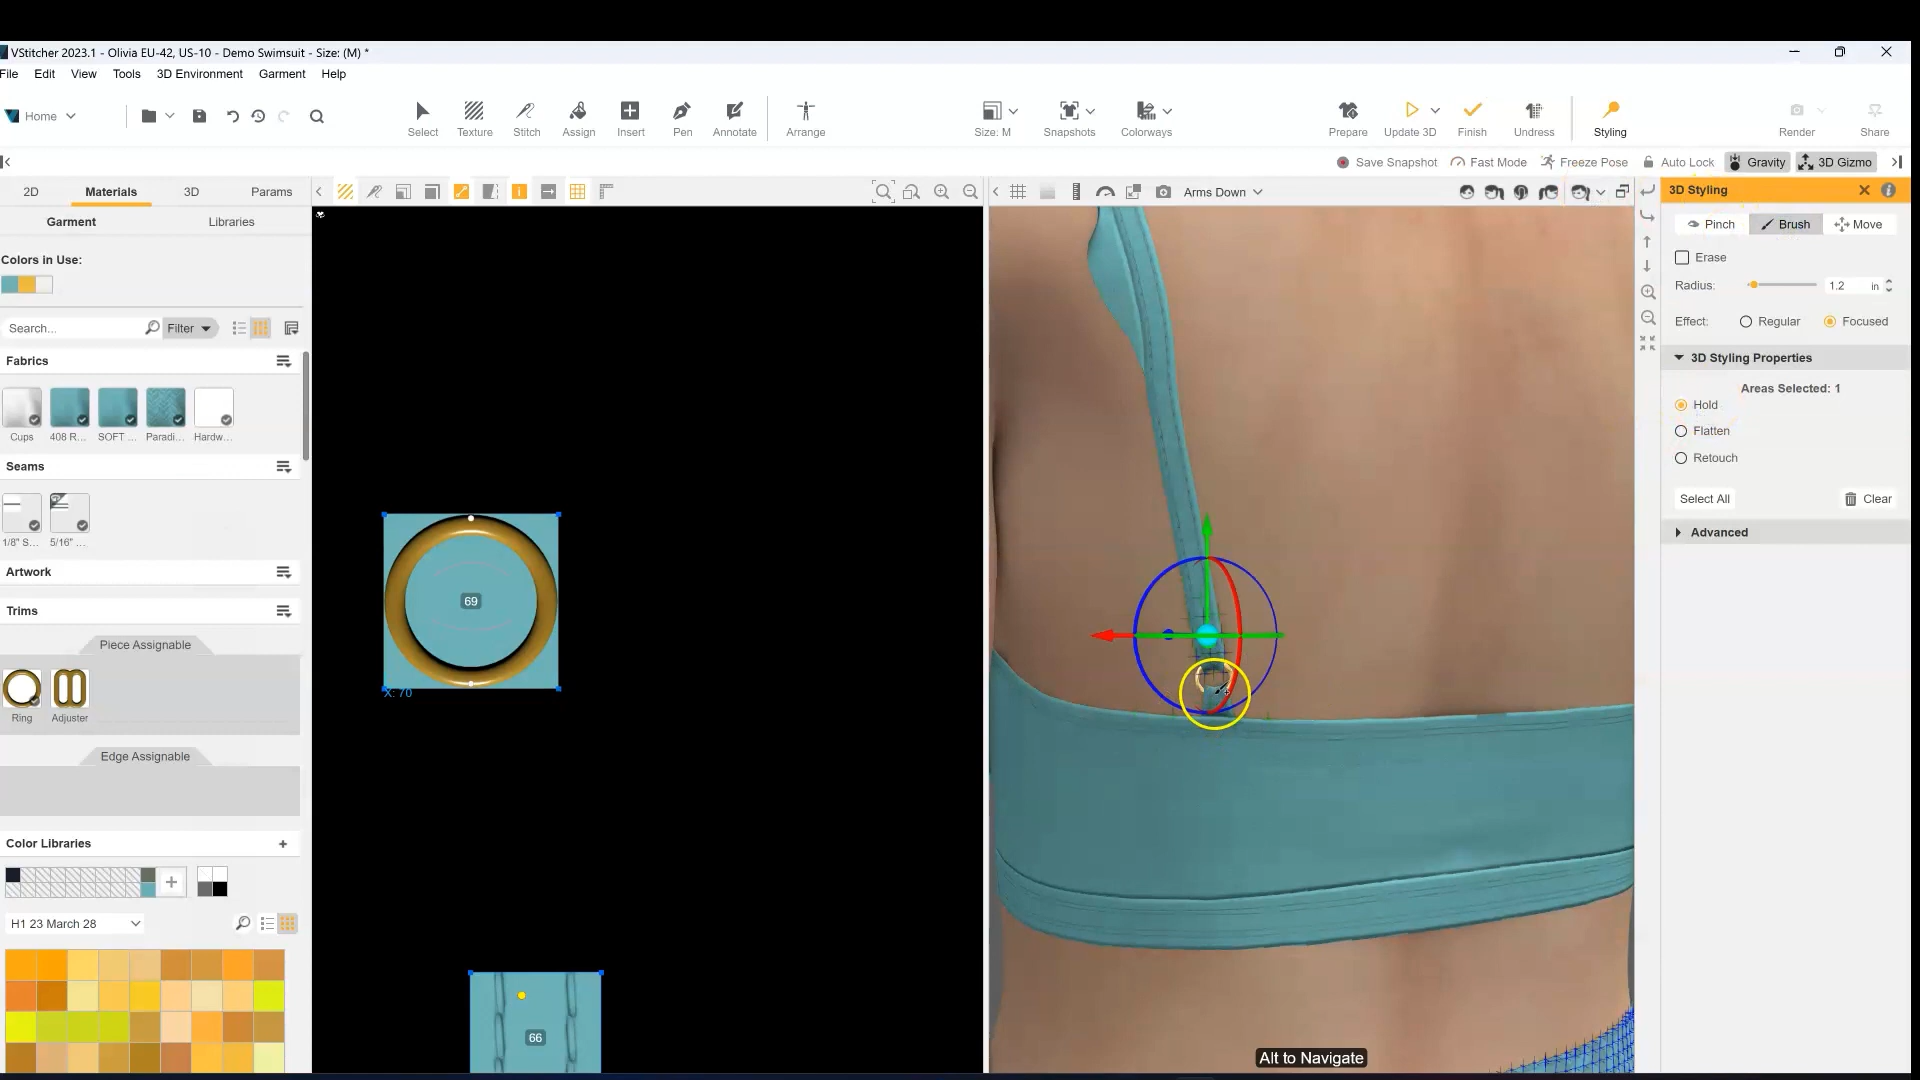 VStitcher 2023.1 - Olivia EU-42, US-10 - Demo Swimsuit - Size: (M) *
File Edit View Tools 3D Environment Garment Help
Home
Select Texture Stitch Assign Insert Pen Annotate Arrange Size: M Snapshots Colorways Prepare Update 3D Finish Undress Styling Render Share
Save Snapshot Fast Mode Freeze Pose Auto Lock Gravity 3D Gizmo
2D Materials 3D Params
Arms Down
3D Styling
Garment Libraries
Pinch Brush Move
Colors in Use:
Erase
Radius: 1.2 in
Search... Filter
Effect: Regular Focused
Fabrics
3D Styling Properties
Areas Selected: 1
Hold
Flatten
Retouch
Cups 408 R... SOFT ... Paradi... Hardw...
Seams
Select All Clear
Advanced
1/8" S... 5/16" ...
Artwork
Trims
69
Piece Assignable
X: 70
Ring Adjuster
Edge Assignable
Color Libraries
H1 23 March 28
66
Alt to Navigate